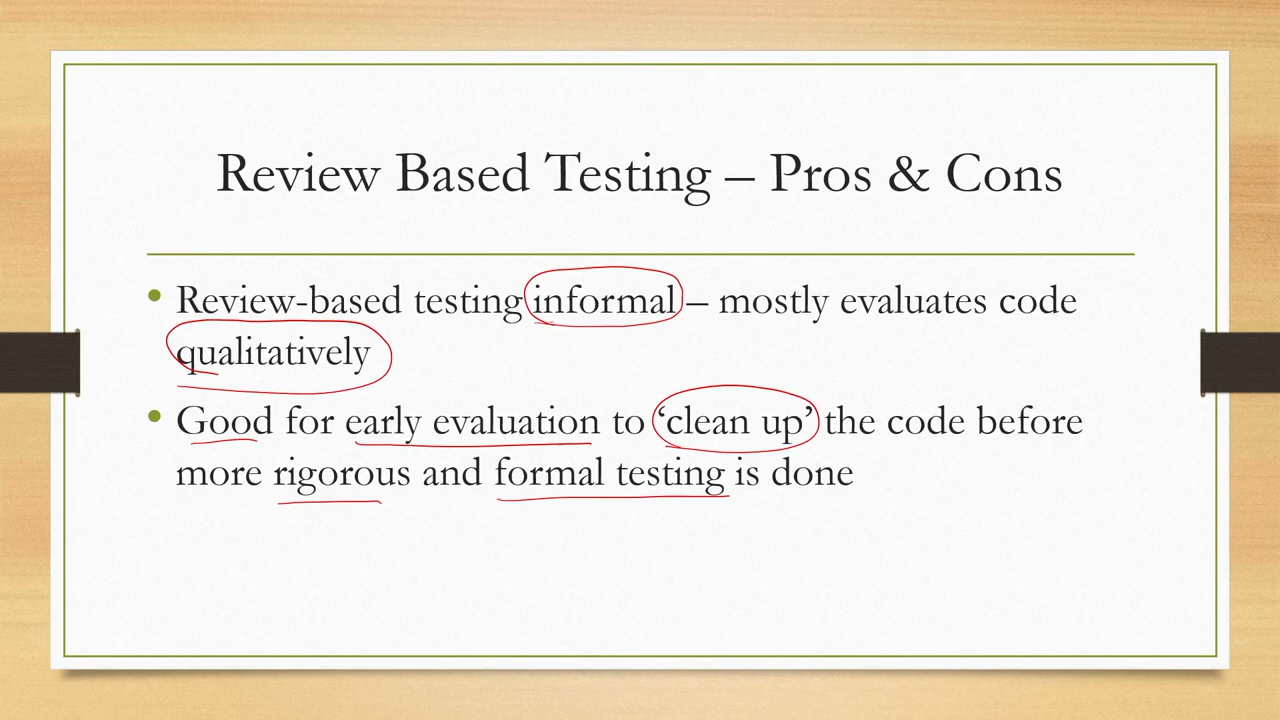 Review Based Testing – Pros & Cons
• Review-based testing informal – mostly evaluates code
qualitatively
• Good for early evaluation to ‘clean up’ the code before
more rigorous and formal testing is done